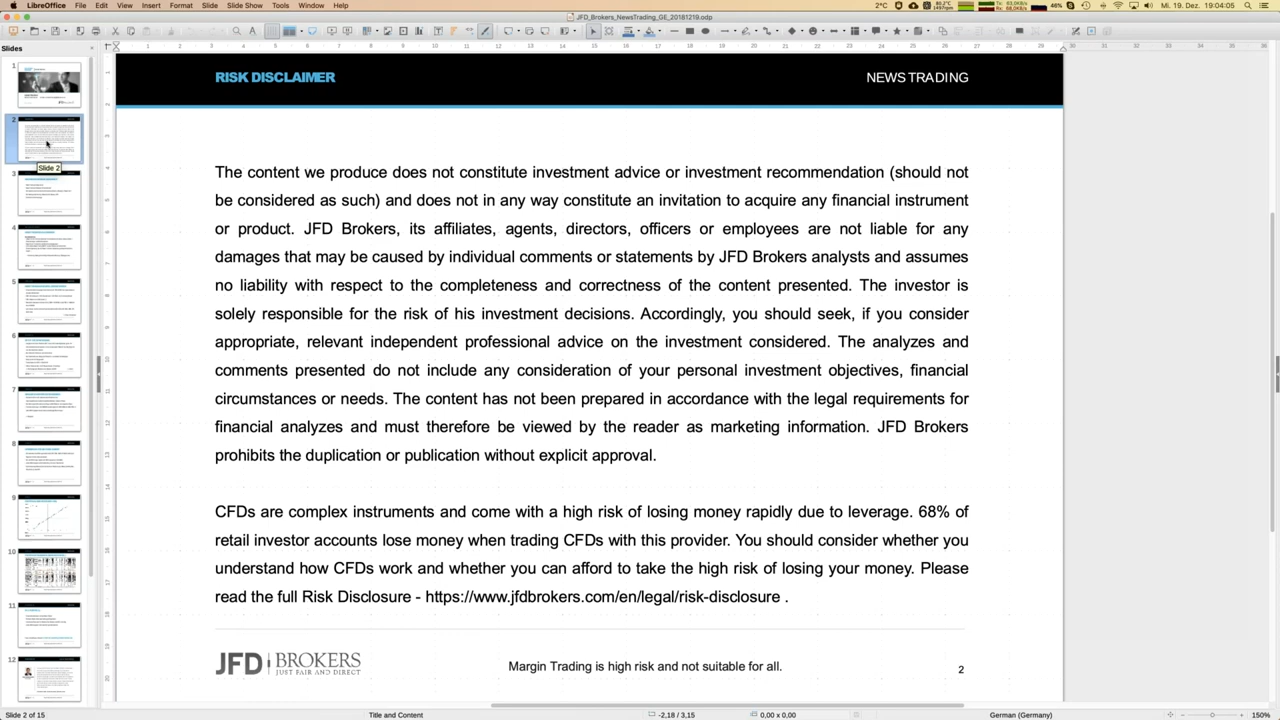 LibreOffice File Edit View Insert Format Slide Slide Show Tools Window Help
2°C 46% Mi. 19. Dez. 19:04:05
JFD_Brokers_NewsTrading_GE_20181219.odp
Slides
RISK DISCLAIMER NEWS TRADING
The content we produce does not constitute investment advice or investment recommendation (should not
be considered as such) and does not in any way constitute an invitation to acquire any financial instrument
or product. JFD Brokers, its affiliates, agents, directors, officers or employees are not liable for any
damages that may be caused by individual comments or statements by JFD Brokers analysts and assumes
no liability with respect to the completeness and correctness of the content presented. The investor is
solely responsible for the risk of his investment decisions. Accordingly, you should seek, if you consider
appropriate, relevant independent professional advice on the investment considered. The analyzes and
comments presented do not include any consideration of your personal investment objectives, financial
circumstances or needs. The content has not been prepared in accordance with the legal requirements for
financial analyzes and must therefore be viewed by the reader as marketing information. JFD Brokers
prohibits the duplication or publication without explicit approval.
CFDs are complex instruments and come with a high risk of losing money rapidly due to leverage. 68% of
retail investor accounts lose money when trading CFDs with this provider. You should consider whether you
understand how CFDs work and whether you can afford to take the high risk of losing your money. Please
read the full Risk Disclosure - https://www.jfdbrokers.com/en/legal/risk-disclosure .
JFD BROKERS
JUST FAIR AND DIRECT
Margin Trading is high risk and not suitable for all.
2
Slide 2
Slide 2 of 15 Title and Content -2,18 / 3,15 0,00 x 0,00 German (Germany) 150%